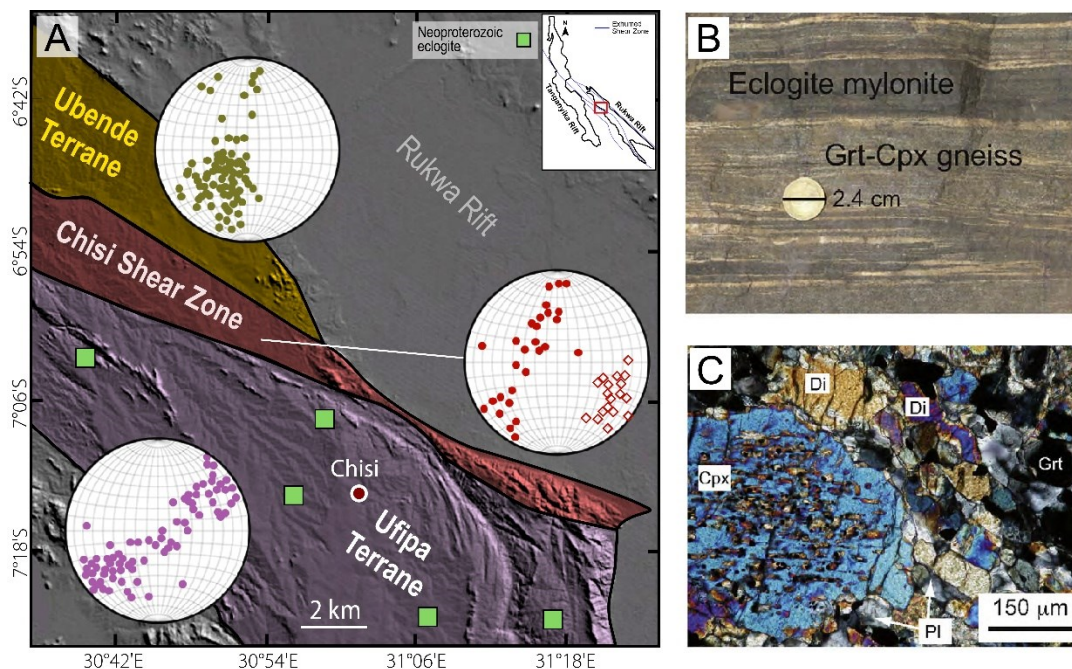 A
Neoproterozoic
eclogite
N
Exhumed
Shear Zone
Tanganyika Rift
Rukwa Rift
Ubende
Terrane
Rukwa Rift
Chisi Shear Zone
Chisi
Ufipa
Terrane
2 km
6°42'S
6°54'S
7°06'S
7°18'S
30°42'E
30°54'E
31°06'E
31°18'E
B
Eclogite mylonite
Grt-Cpx gneiss
2.4 cm
C
Di
Di
Cpx
Grt
Pl
150 µm